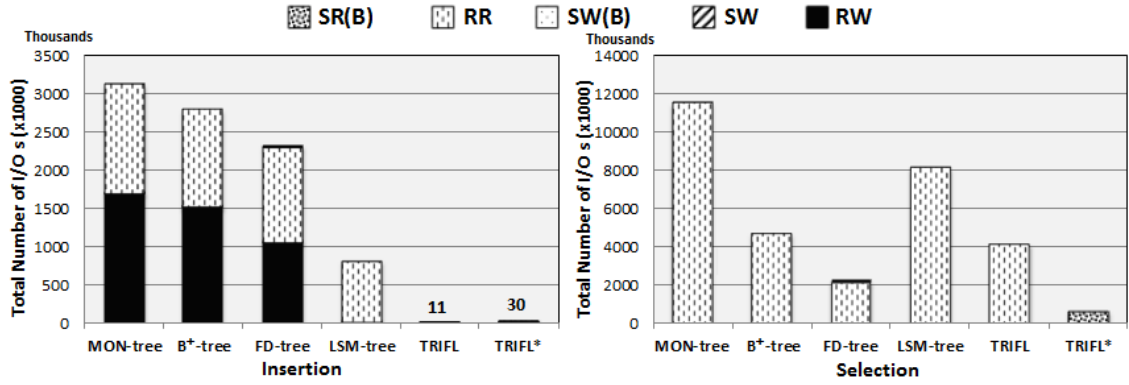 SR(B) RR SW(B) SW RW
Thousands
Total Number of I/O s (x1000)
3500
3000
2500
2000
1500
1000
500
0
11
30
MON-tree B+-tree FD-tree LSM-tree TRIFL TRIFL*
Insertion
Thousands
Total Number of I/O s (x1000)
14000
12000
10000
8000
6000
4000
2000
0
MON-tree B+-tree FD-tree LSM-tree TRIFL TRIFL*
Selection